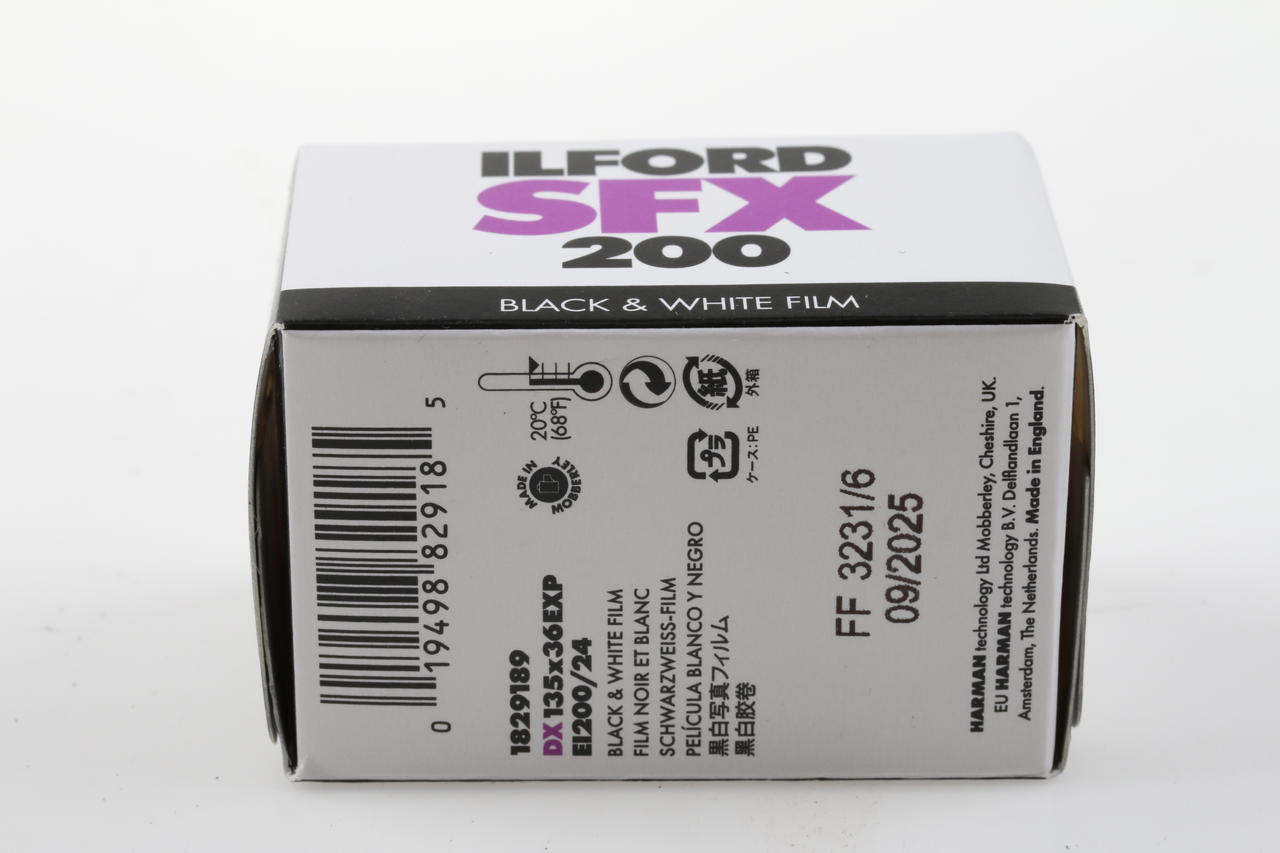 ILFORD
SFX
200
BLACK & WHITE FILM
0 19498 82918 5
1829189
DX 135x36EXP
EI200/24
BLACK & WHITE FILM
FILM NOIR ET BLANC
SCHWARZWEISS-FILM
PELÍCULA BLANCO Y NEGRO
黒白写真フィルム
黑白胶卷
MADE IN MOBBERLEY
20°C
(68°F)
紙
外箱
プラ
ケース:PE
FF 3231/6
09/2025
HARMAN technology Ltd Mobberley, Cheshire, UK.
EU HARMAN technology B.V. Delflandlaan 1,
Amsterdam, The Netherlands. Made in England.